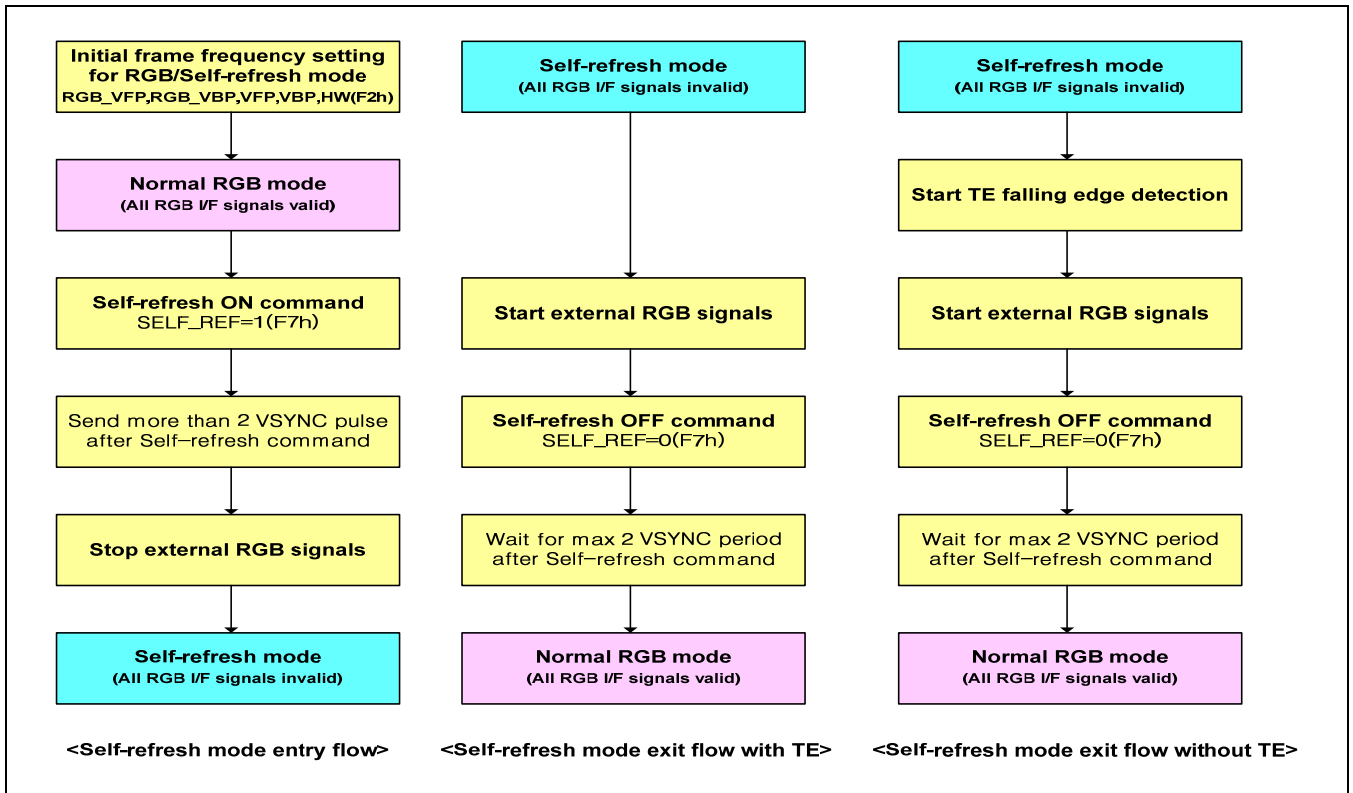 Initial frame frequency setting
for RGB/Self-refresh mode
RGB_VFP,RGB_VBP,VFP,VBP,HW(F2h)
Normal RGB mode
(All RGB I/F signals valid)
Self-refresh ON command
SELF_REF=1(F7h)
Send more than 2 VSYNC pulse
after Self-refresh command
Stop external RGB signals
Self-refresh mode
(All RGB I/F signals invalid)
<Self-refresh mode entry flow>
Self-refresh mode
(All RGB I/F signals invalid)
Start external RGB signals
Self-refresh OFF command
SELF_REF=0(F7h)
Wait for max 2 VSYNC period
after Self-refresh command
Normal RGB mode
(All RGB I/F signals valid)
<Self-refresh mode exit flow with TE>
Self-refresh mode
(All RGB I/F signals invalid)
Start TE falling edge detection
Start external RGB signals
Self-refresh OFF command
SELF_REF=0(F7h)
Wait for max 2 VSYNC period
after Self-refresh command
Normal RGB mode
(All RGB I/F signals valid)
<Self-refresh mode exit flow without TE>